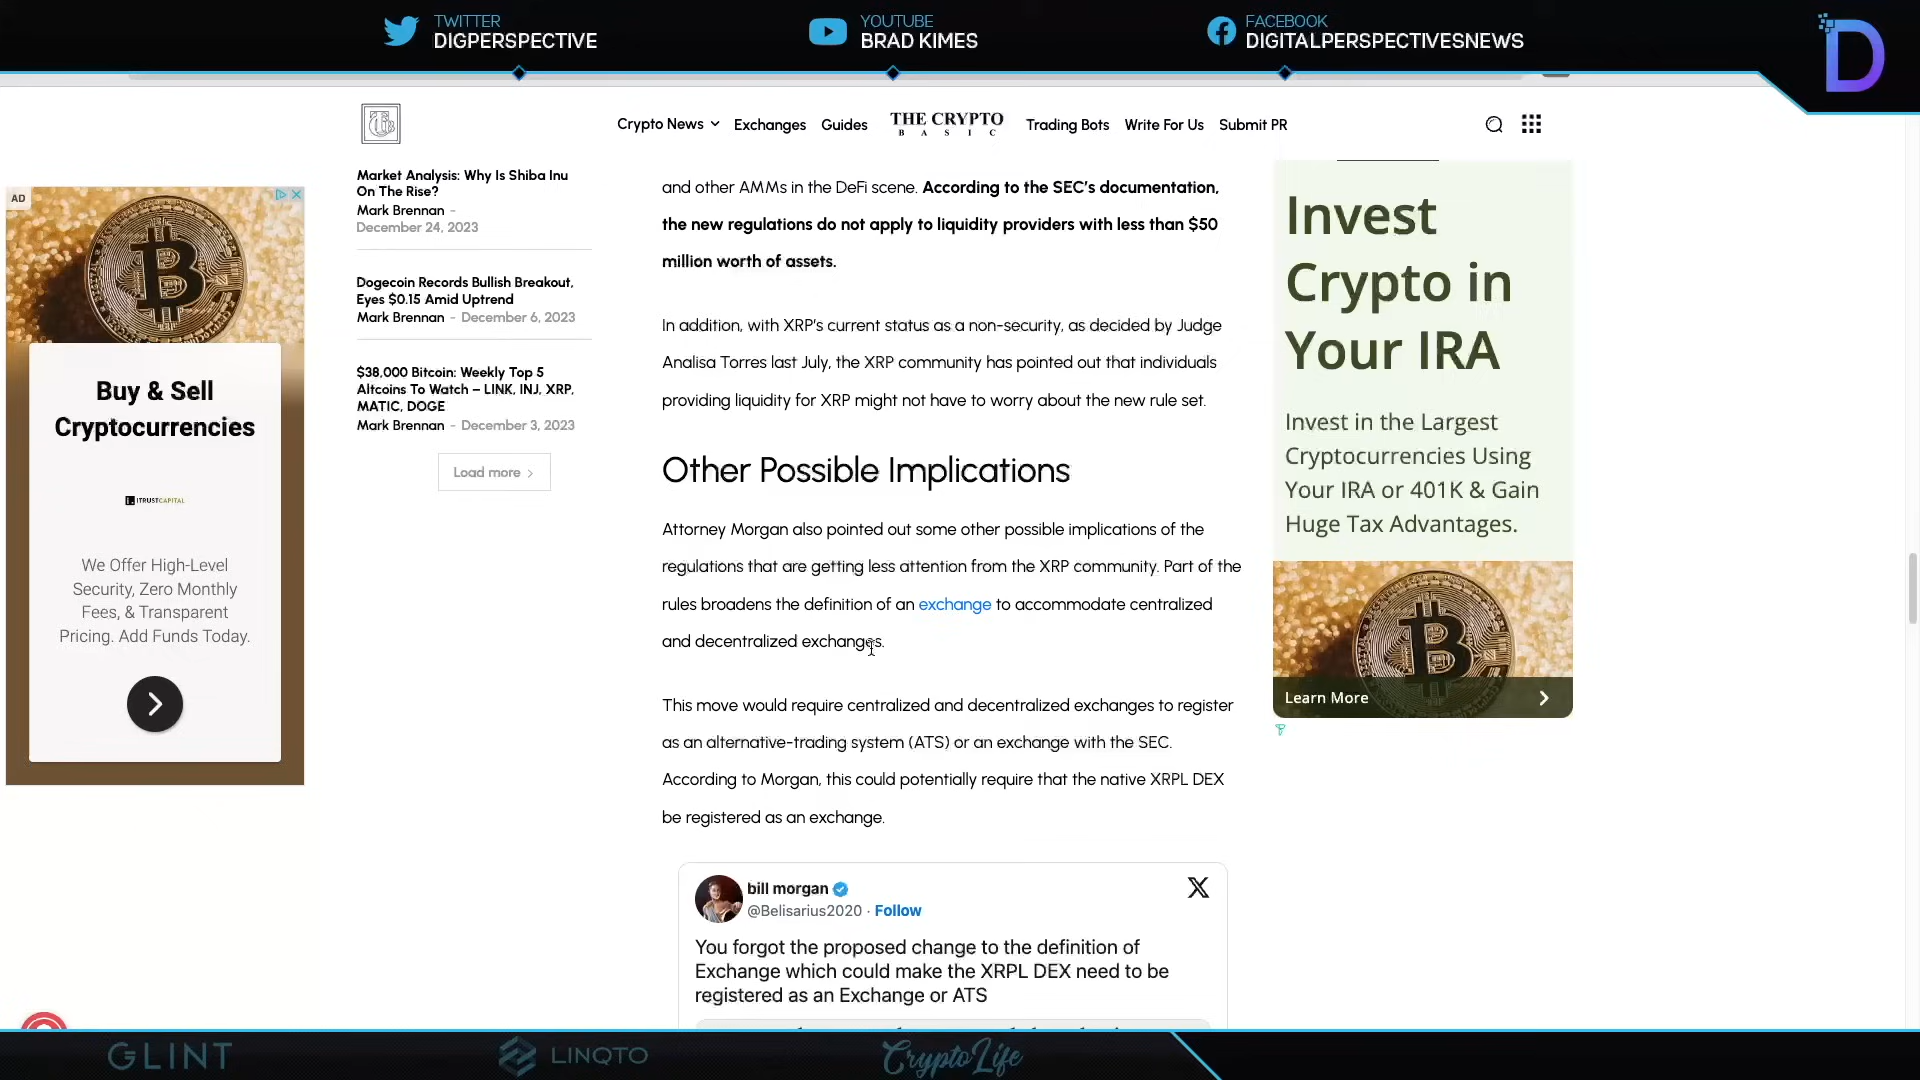 TWITTER
DIGPERSPECTIVE
YOUTUBE
BRAD KIMES
FACEBOOK
DIGITALPERSPECTIVESNEWS
D
Crypto News
Exchanges
Guides
THE CRYPTO
BASIC
Trading Bots
Write For Us
Submit PR
AD
Buy & Sell
Cryptocurrencies
ITRUSTCAPITAL
We Offer High-Level
Security, Zero Monthly
Fees, & Transparent
Pricing. Add Funds Today.
Market Analysis: Why Is Shiba Inu
On The Rise?
Mark Brennan -
December 24, 2023
Dogecoin Records Bullish Breakout,
Eyes $0.15 Amid Uptrend
Mark Brennan - December 6, 2023
$38,000 Bitcoin: Weekly Top 5
Altcoins To Watch – LINK, INJ, XRP,
MATIC, DOGE
Mark Brennan - December 3, 2023
Load more
and other AMMs in the DeFi scene. According to the SEC’s documentation,
the new regulations do not apply to liquidity providers with less than $50
million worth of assets.
In addition, with XRP’s current status as a non-security, as decided by Judge
Analisa Torres last July, the XRP community has pointed out that individuals
providing liquidity for XRP might not have to worry about the new rule set.
Other Possible Implications
Attorney Morgan also pointed out some other possible implications of the
regulations that are getting less attention from the XRP community. Part of the
rules broadens the definition of an exchange to accommodate centralized
and decentralized exchanges.
This move would require centralized and decentralized exchanges to register
as an alternative-trading system (ATS) or an exchange with the SEC.
According to Morgan, this could potentially require that the native XRPL DEX
be registered as an exchange.
bill morgan
@Belisarius2020 · Follow
You forgot the proposed change to the definition of
Exchange which could make the XRPL DEX need to be
registered as an Exchange or ATS
Invest
Crypto in
Your IRA
Invest in the Largest
Cryptocurrencies Using
Your IRA or 401K & Gain
Huge Tax Advantages.
Learn More
GLINT
LINQTO
CryptoLife